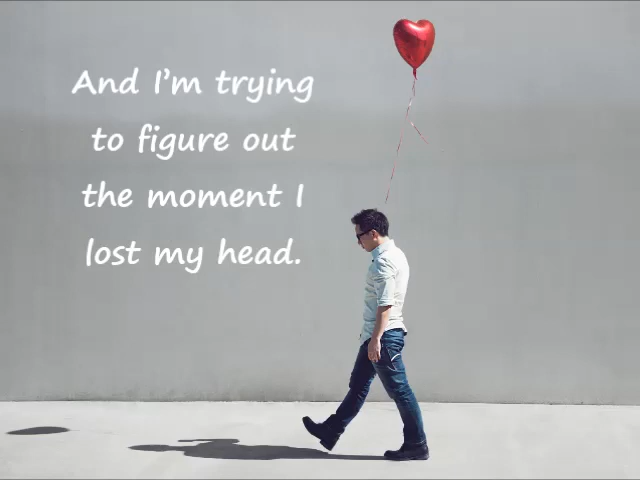 And I'm trying
to figure out
the moment I
lost my head.